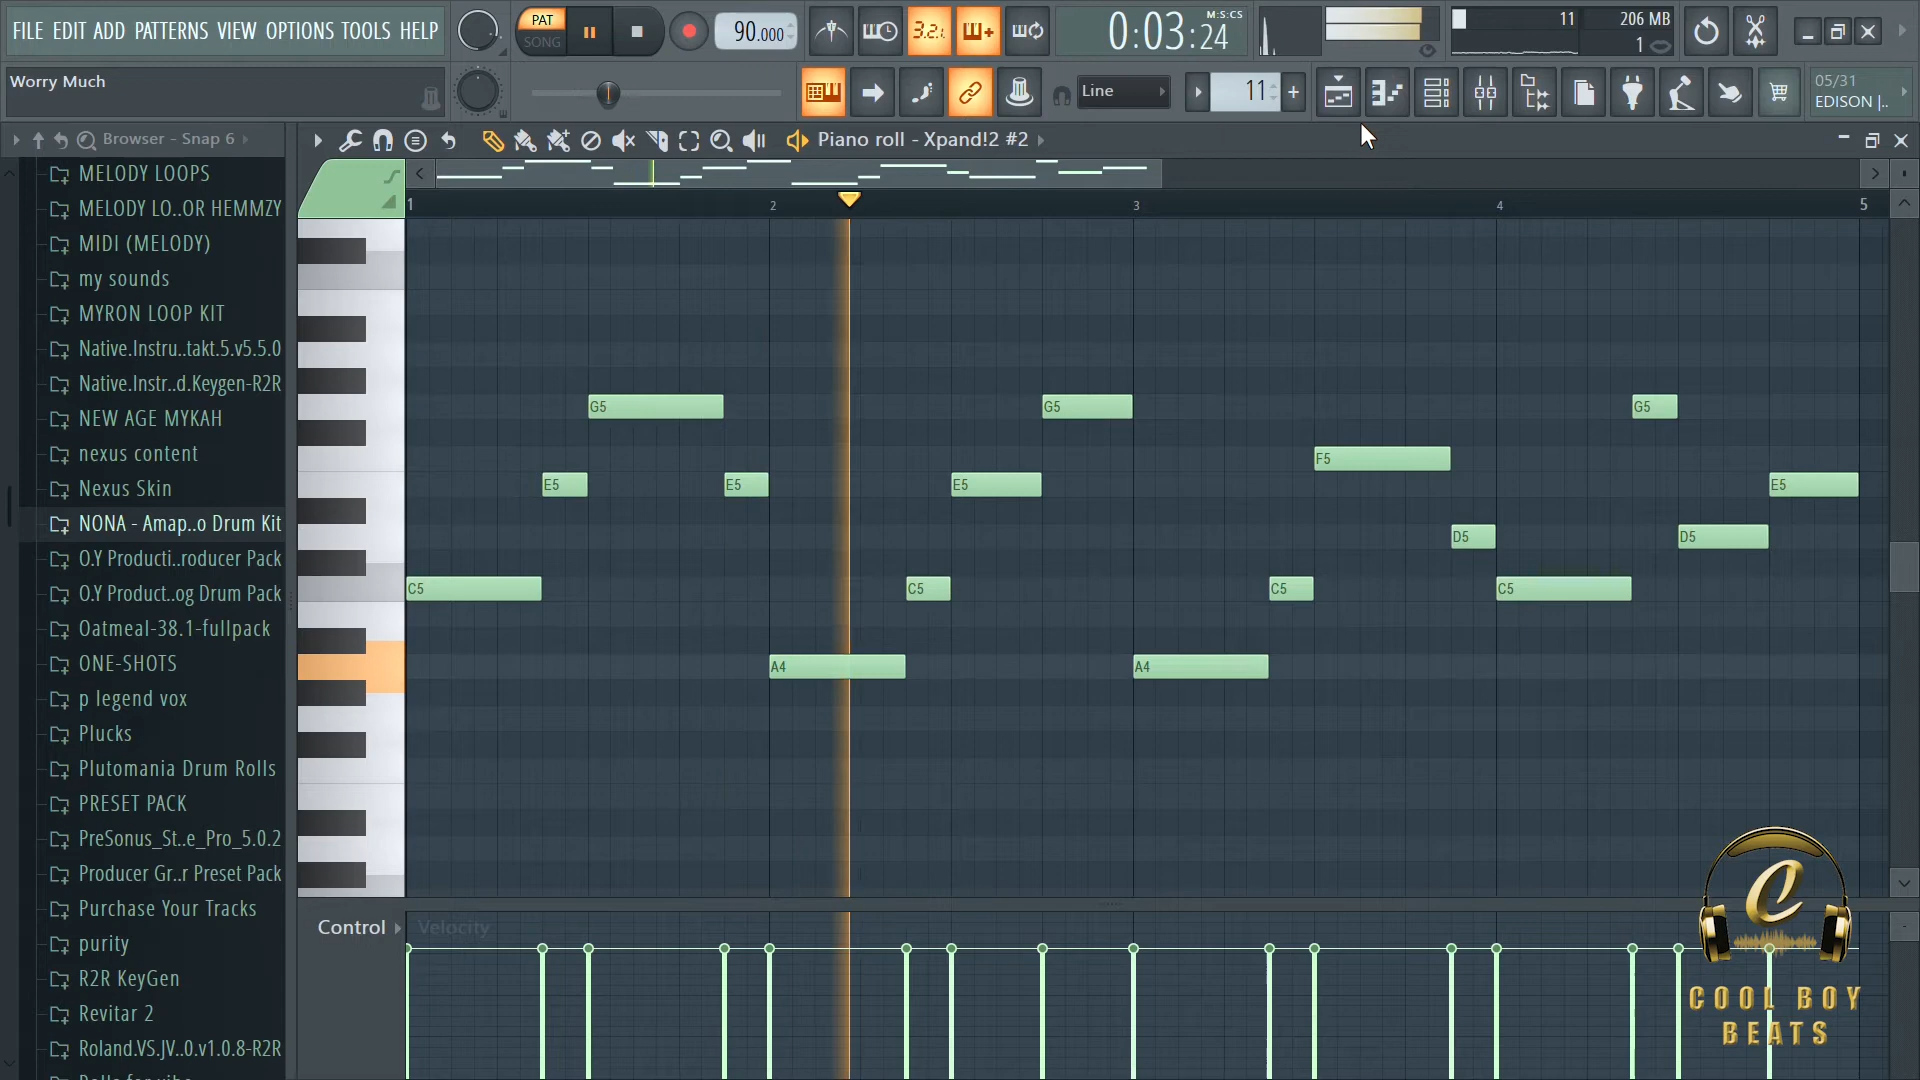 FILE EDIT ADD PATTERNS VIEW OPTIONS TOOLS HELP
PAT
SONG
90.000
3.2.
M:S:CS
0:03:24
11
206 MB
1
Worry Much
Line
11
05/31
EDISON |..
Browser - Snap 6
Piano roll - Xpand!2 #2
MELODY LOOPS
MELODY LO..OR HEMMZY
MIDI (MELODY)
my sounds
MYRON LOOP KIT
Native.Instru..takt.5.v5.5.0
Native.Instr..d.Keygen-R2R
NEW AGE MYKAH
nexus content
Nexus Skin
NONA - Amap..o Drum Kit
O.Y Producti..roducer Pack
O.Y Product..og Drum Pack
Oatmeal-38.1-fullpack
ONE-SHOTS
p legend vox
Plucks
Plutomania Drum Rolls
PRESET PACK
PreSonus_St..e_Pro_5.0.2
Producer Gr..r Preset Pack
Purchase Your Tracks
purity
R2R KeyGen
Revitar 2
Roland.VS.JV..0.v1.0.8-R2R
1 2 3 4 5
G5 G5 G5
F5
E5 E5 E5 E5
D5 D5
C5 C5 C5 C5
A4 A4
Control
Velocity
COOL BOY
BEATS